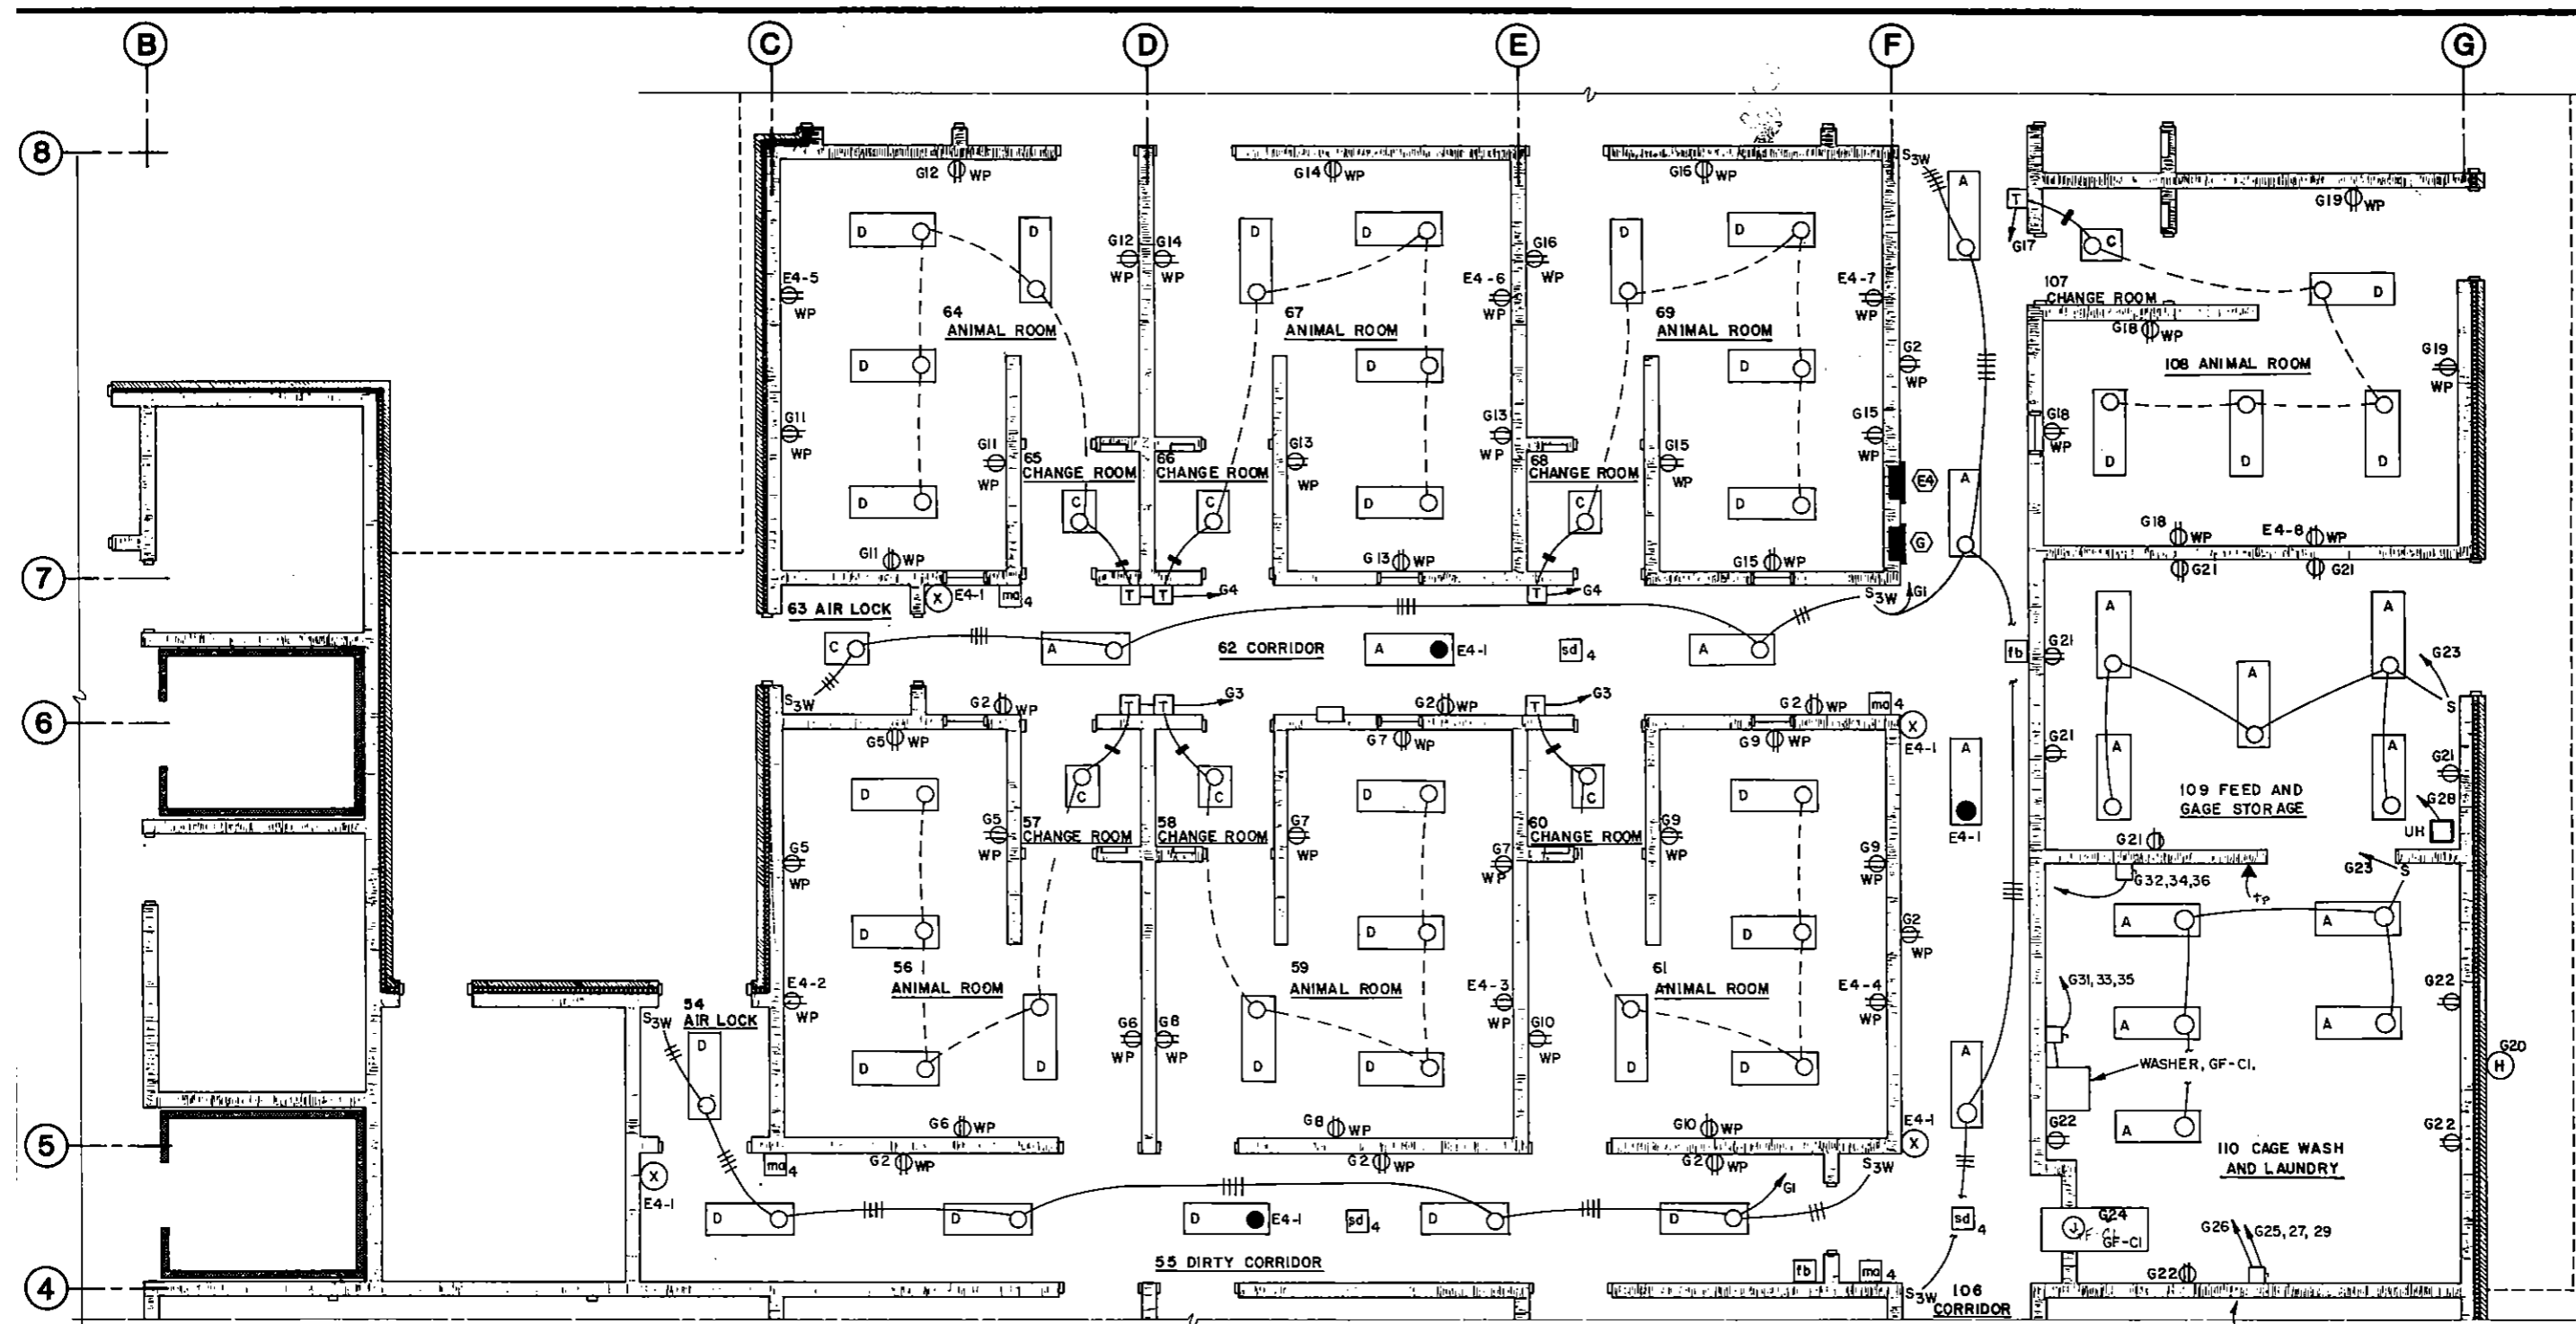 B C D E F G
8
S3W A
G12 WP G14 WP G16 WP
T G19 WP
D D D D D D
G17 C
G12 G14 G16
WP WP WP
E4-5 E4-6 E4-7
WP WP WP
107
CHANGE ROOM
D
64
ANIMAL ROOM
67
ANIMAL ROOM
69
ANIMAL ROOM
G18 WP
D D D
G2 WP
108 ANIMAL ROOM
G19 WP
G11 WP
G11 WP
65
CHANGE ROOM
66
CHANGE ROOM
G13 WP
G13 WP
68
CHANGE ROOM
G15 WP
G15 WP
E4
A
G18 WP
D D D
D C C D C D
G
G18 WP E4-8 WP
7
G11 WP G13 WP G15 WP
G21 G21
63 AIR LOCK
X E4-1 ma 4
T T G4
T G4
S3W G1
C A
62 CORRIDOR
A E4-1
sd 4
A
fb
G21
A A A
G23
S
6
S3W
G2 WP
T T G3
G2 WP
T G3
G2 WP
ma 4
X
E4-1
G5 WP G7 WP G9 WP
A
G21
A A
G21
D C C D C D
109 FEED AND
GAGE STORAGE
G28
UH
E4-1
G5 WP
57
CHANGE ROOM
58
CHANGE ROOM
G7 WP
60
CHANGE ROOM
G9 WP
G5 WP
G7 WP
G9 WP
G21
G23 S
G32,34,36
A A
D D D
G2 WP
56
ANIMAL ROOM
59
ANIMAL ROOM
61
ANIMAL ROOM
E4-2 WP
E4-3 WP
E4-4 WP
G31,33,35
G22
S3W
54
AIR LOCK
D
G6 WP
G8 WP
G10 WP
A
A A
D D D D D D
WASHER, GF-CI,
G20
H
5
G6 WP G8 WP G10 WP
E4-1
X
G22
A
G22
ma 4
G2 WP G2 WP G2 WP
S3W
110 CAGE WASH
AND LAUNDRY
X
E4-1
D D
D E4-1
sd 4
D D
G1
sd 4
G24
J
GF-CI
G26 G25,27,29
55 DIRTY CORRIDOR
fb ma 4
G22
4
S3W
106
CORRIDOR